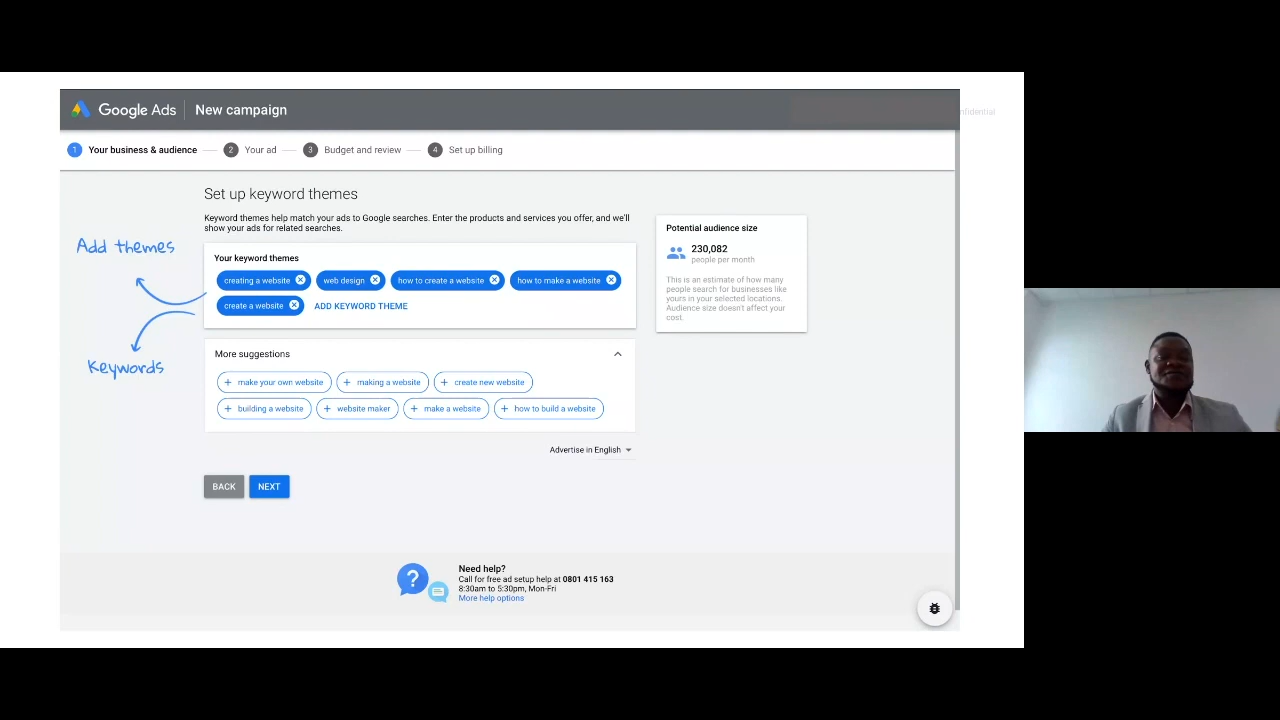 Google Ads New campaign
nfidential
1 Your business & audience 2 Your ad 3 Budget and review 4 Set up billing
Set up keyword themes
Keyword themes help match your ads to Google searches. Enter the products and services you offer, and we'll
show your ads for related searches.
Add themes
Keywords
Your keyword themes
creating a website web design how to create a website how to make a website
create a website ADD KEYWORD THEME
More suggestions
+ make your own website + making a website + create new website
+ building a website + website maker + make a website + how to build a website
Advertise in English
BACK NEXT
Potential audience size
230,082
people per month
This is an estimate of how many
people search for businesses like
yours in your selected locations.
Audience size doesn't affect your
cost.
?
Need help?
Call for free ad setup help at 0801 415 163
8:30am to 5:30pm, Mon-Fri
More help options